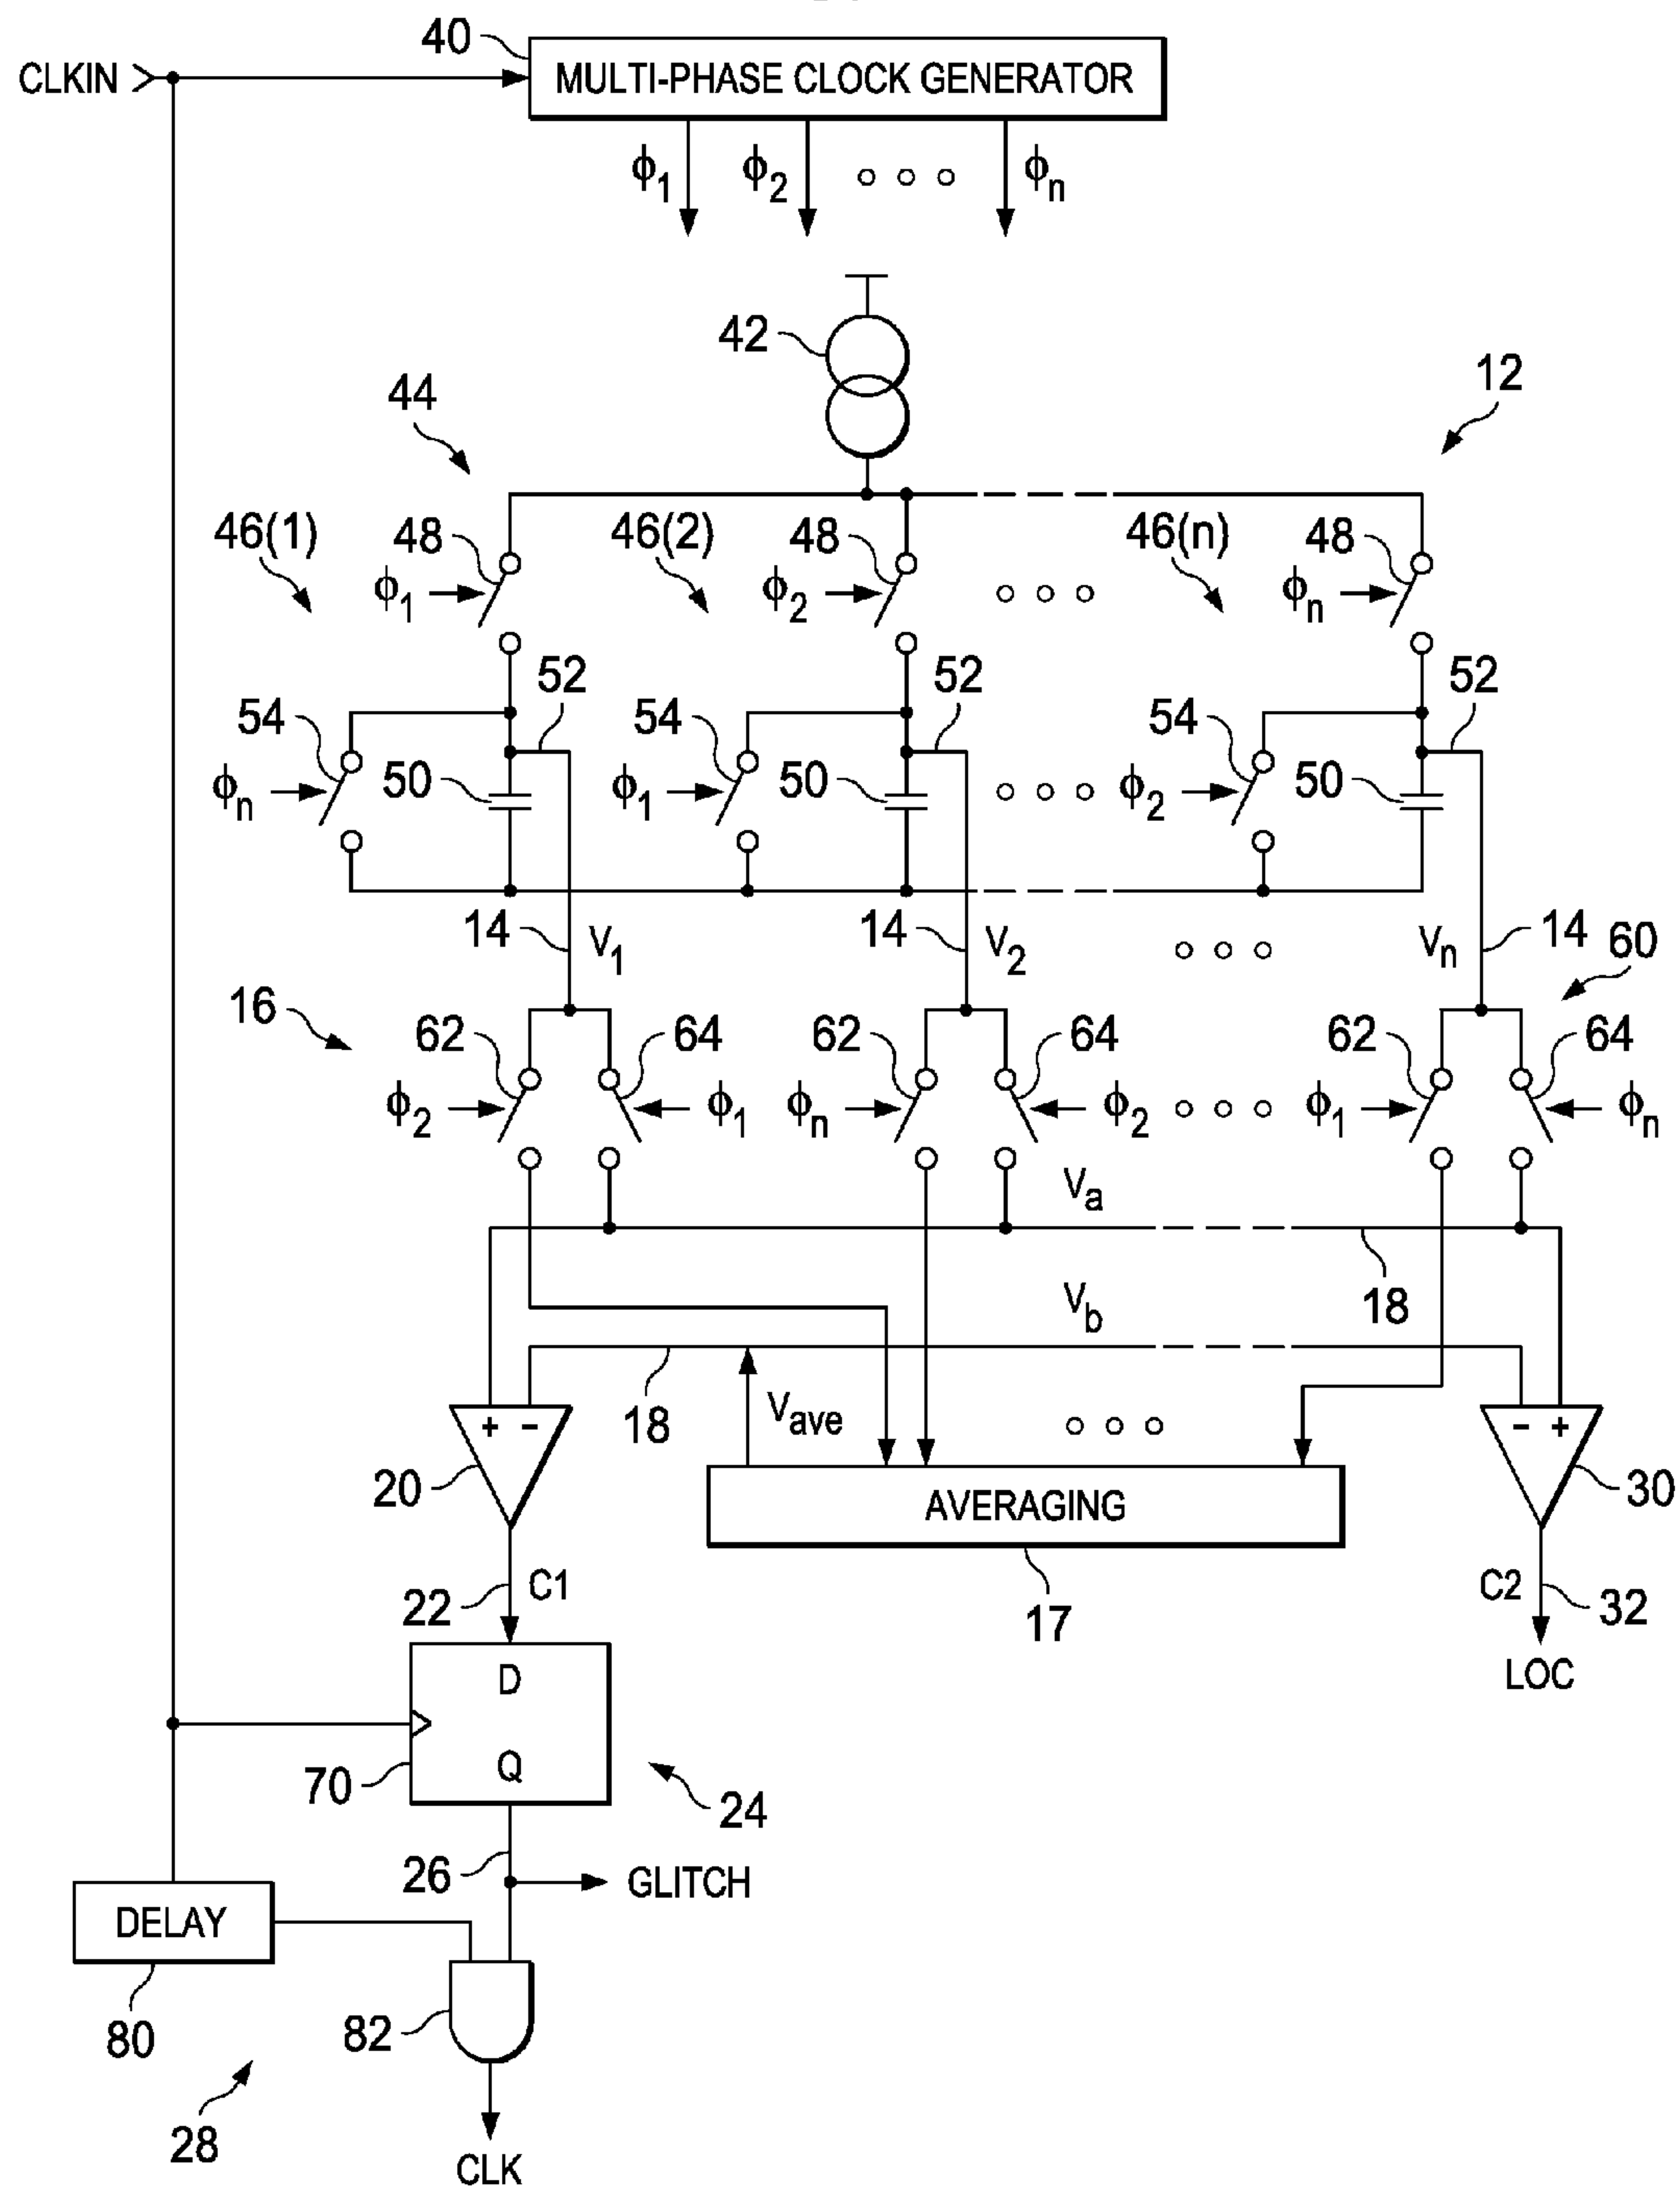 40
CLKIN
MULTI-PHASE CLOCK GENERATOR
ϕ1 ϕ2 ϕn
42
44
12
46(1) 48 46(2) 48 46(n) 48
ϕ1 ϕ2 ϕn
52 52 52
54 54 54
ϕn 50 ϕ1 50 ϕ2 50
14 V1 14 V2 Vn 14 60
16
62 64 62 64 62 64
ϕ2 ϕ1 ϕn ϕ2 ϕ1 ϕn
Va
18
Vb
18
Vave
+ - - +
20 AVERAGING 30
22 C1 17 C2 32
LOC
D
Q
70
24
26
GLITCH
DELAY
80
82
28
CLK